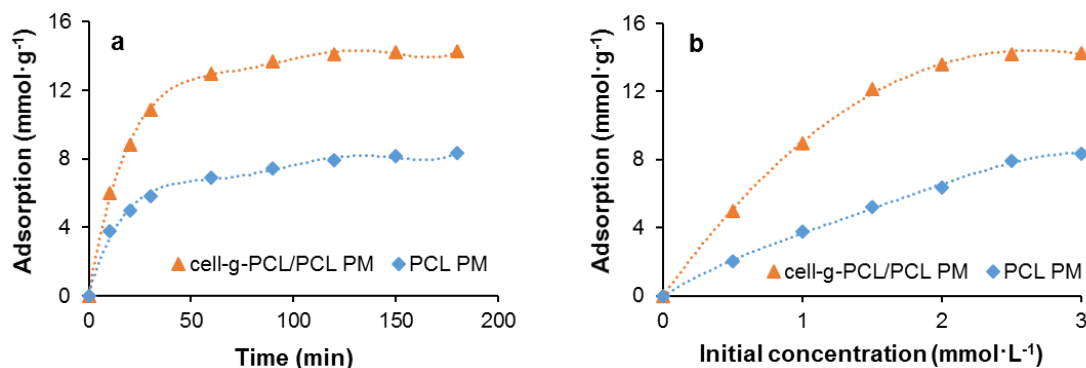 a
Adsorption (mmol·g⁻¹)
16
12
8
4
0
0 50 100 150 200
Time (min)
cell-g-PCL/PCL PM PCL PM
b
Adsorption (mmol·g⁻¹)
16
12
8
4
0
0 1 2 3
Initial concentration (mmol·L⁻¹)
cell-g-PCL/PCL PM PCL PM